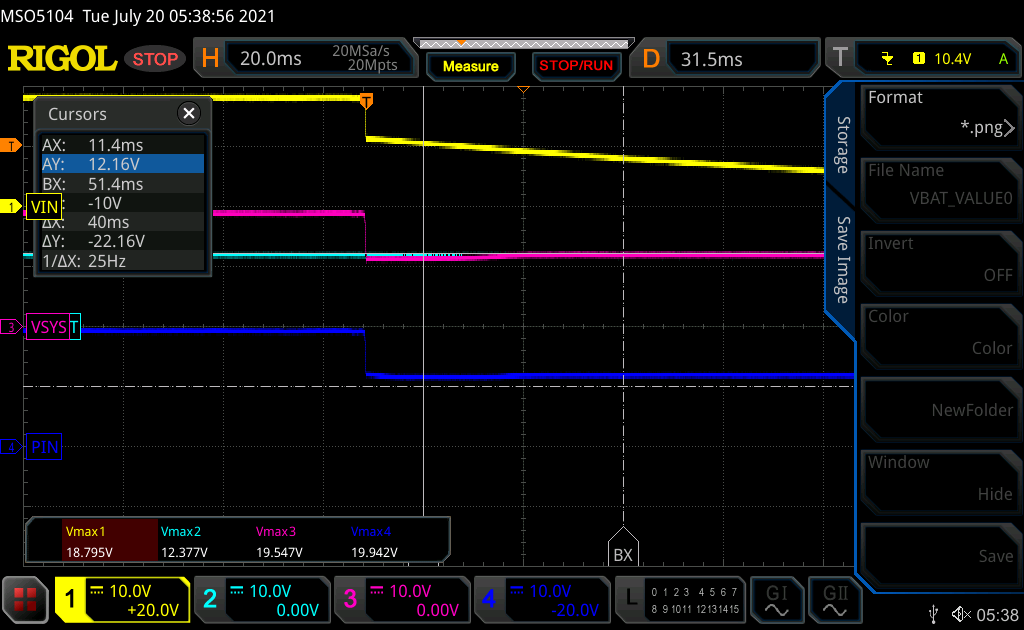 MSO5104 Tue July 20 05:38:56 2021
RIGOL STOP H 20.0ms 20MSa/s 20Mpts Measure STOP/RUN D 31.5ms T 1 10.4V A
T
Cursors
AX: 11.4ms
AY: 12.16V
BX: 51.4ms
-10V
ΔX: 40ms
ΔY: -22.16V
1/ΔX: 25Hz
T
1 VIN
3 VSYS T
4 PIN
BX
Vmax1 Vmax2 Vmax3 Vmax4
18.795V 12.377V 19.547V 19.942V
Storage
Save Image
Format
*.png
File Name
VBAT_VALUE0
Invert
OFF
Color
Color
NewFolder
Window
Hide
Save
1 10.0V +20.0V
2 10.0V 0.00V
3 10.0V 0.00V
4 10.0V -20.0V
L 0 1 2 3 4 5 6 7
8 9 10 11 12 13 14 15
GI
GII
05:38